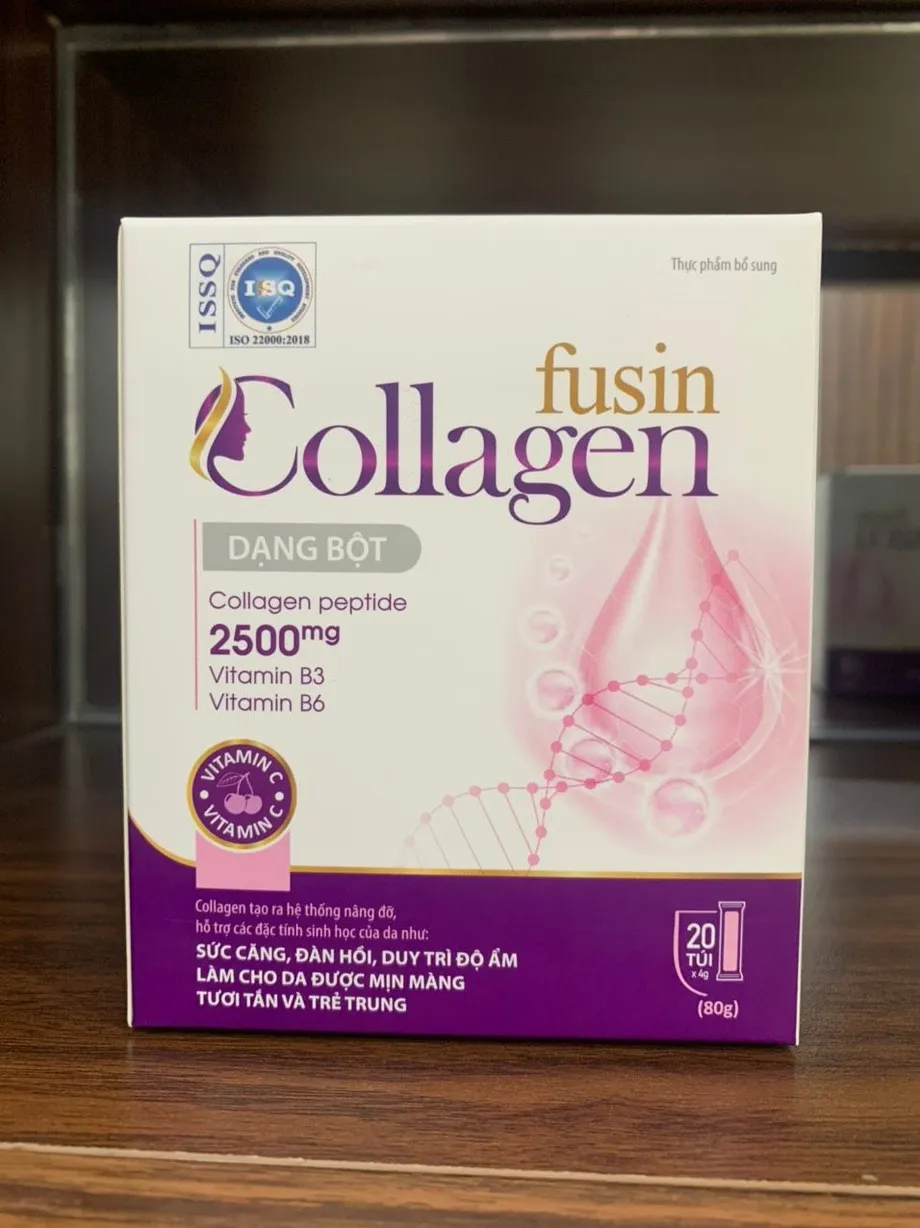 ISSQ
ISSQ
ISO 22000:2018
Thực phẩm bổ sung
fusin
Collagen
DẠNG BỘT
Collagen peptide
2500mg
Vitamin B3
Vitamin B6
VITAMIN C
VITAMIN C
Collagen tạo ra hệ thống nâng đỡ,
hỗ trợ các đặc tính sinh học của da như:
SỨC CĂNG, ĐÀN HỒI, DUY TRÌ ĐỘ ẨM
LÀM CHO DA ĐƯỢC MỊN MÀNG
TƯƠI TẮN VÀ TRẺ TRUNG
20
TÚI
x 4g
(80g)